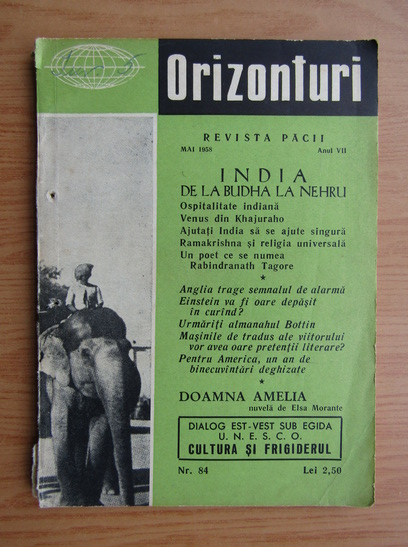 Orizonturi
REVISTA PĂCII
MAI 1958 Anul VII
INDIA
DE LA BUDHA LA NEHRU
Ospitalitate indiană
Venus din Khajuraho
Ajutați India să se ajute singură
Ramakrishna și religia universală
Un poet ce se numea
Rabindranath Tagore
*
Anglia trage semnalul de alarmă
Einstein va fi oare depășit
in curînd?
Urmăriți almanahul Bottin
Mașinile de tradus ale viitorului
vor avea oare pretenții literare?
Pentru America, un an de
binecuvîntări deghizate
*
DOAMNA AMELIA
nuvelă de Elsa Morante
DIALOG EST-VEST SUB EGIDA
U. N. E. S. C. O.
CULTURA ȘI FRIGIDERUL
Nr. 84 Lei 2,50